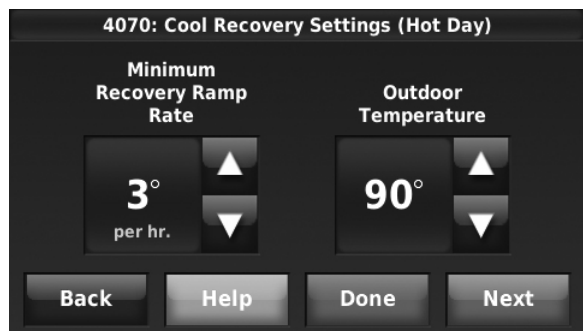 4070: Cool Recovery Settings (Hot Day)
Minimum
Recovery Ramp
Rate
Outdoor
Temperature
3°
per hr.
90°
Back Help Done Next